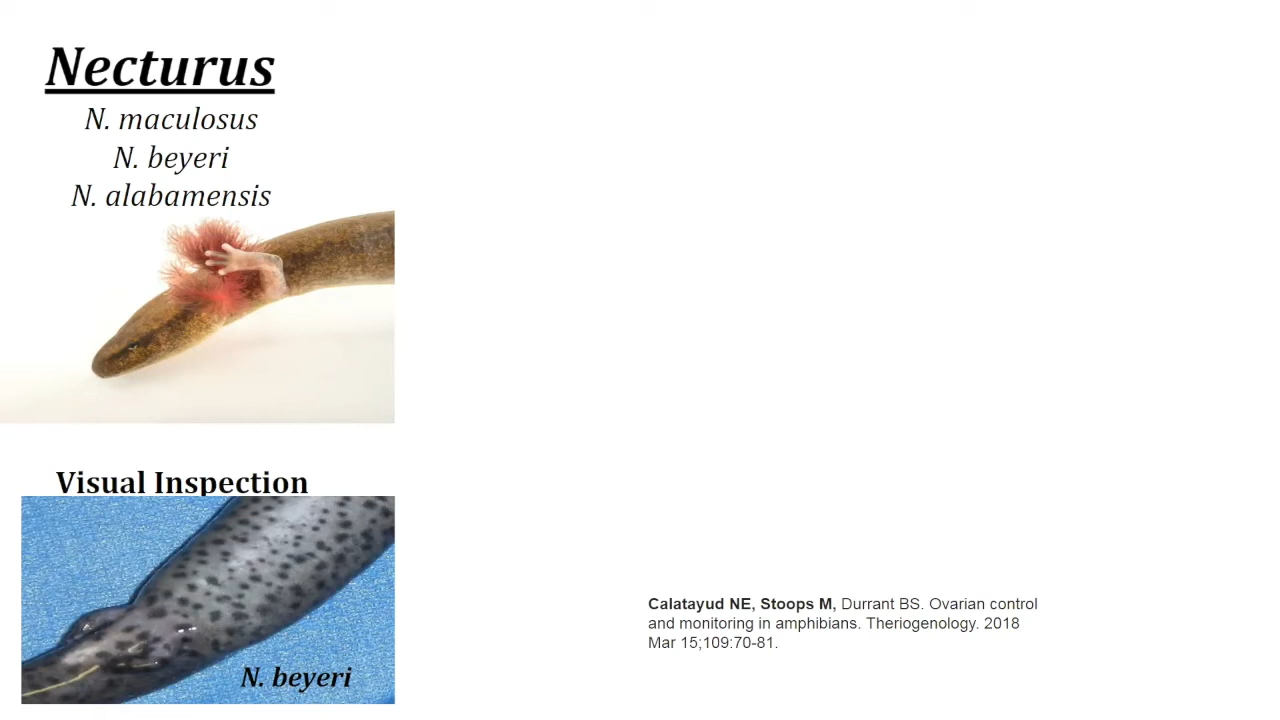 Necturus
N. maculosus
N. beyeri
N. alabamensis
Visual Inspection
N. beyeri
Calatayud NE, Stoops M, Durrant BS. Ovarian control
and monitoring in amphibians. Theriogenology. 2018
Mar 15;109:70-81.